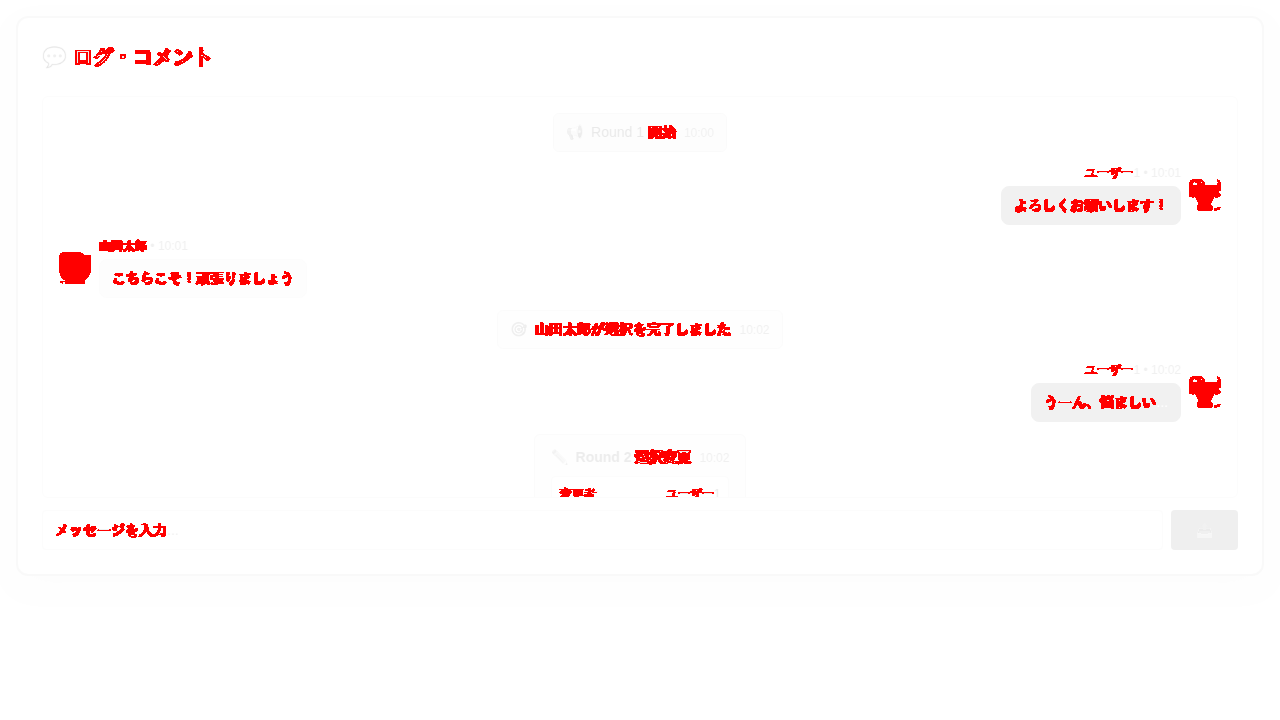 💬 ログ・コメント
📢 Round 1 開始 10:00
ユーザー1 • 10:01
よろしくお願いします！
山田太郎 • 10:01
こちらこそ！頑張りましょう
🎯 山田太郎が選択を完了しました 10:02
ユーザー1 • 10:02
うーん、悩ましい...
✏️ Round 2 選択変更 10:02
変更者 ユーザー1
メッセージを入力